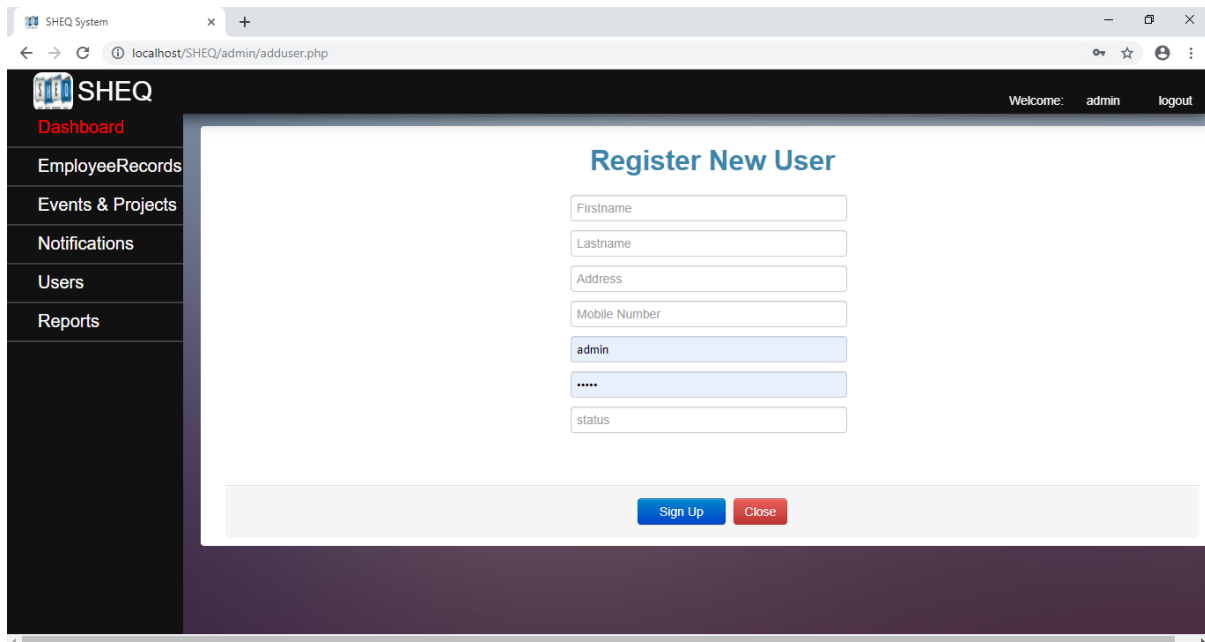 SHEQ System
localhost/SHEQ/admin/adduser.php
SHEQ
Welcome: admin logout
Dashboard
EmployeeRecords
Events & Projects
Notifications
Users
Reports
Register New User
Firstname
Lastname
Address
Mobile Number
admin
•••••
status
Sign Up Close